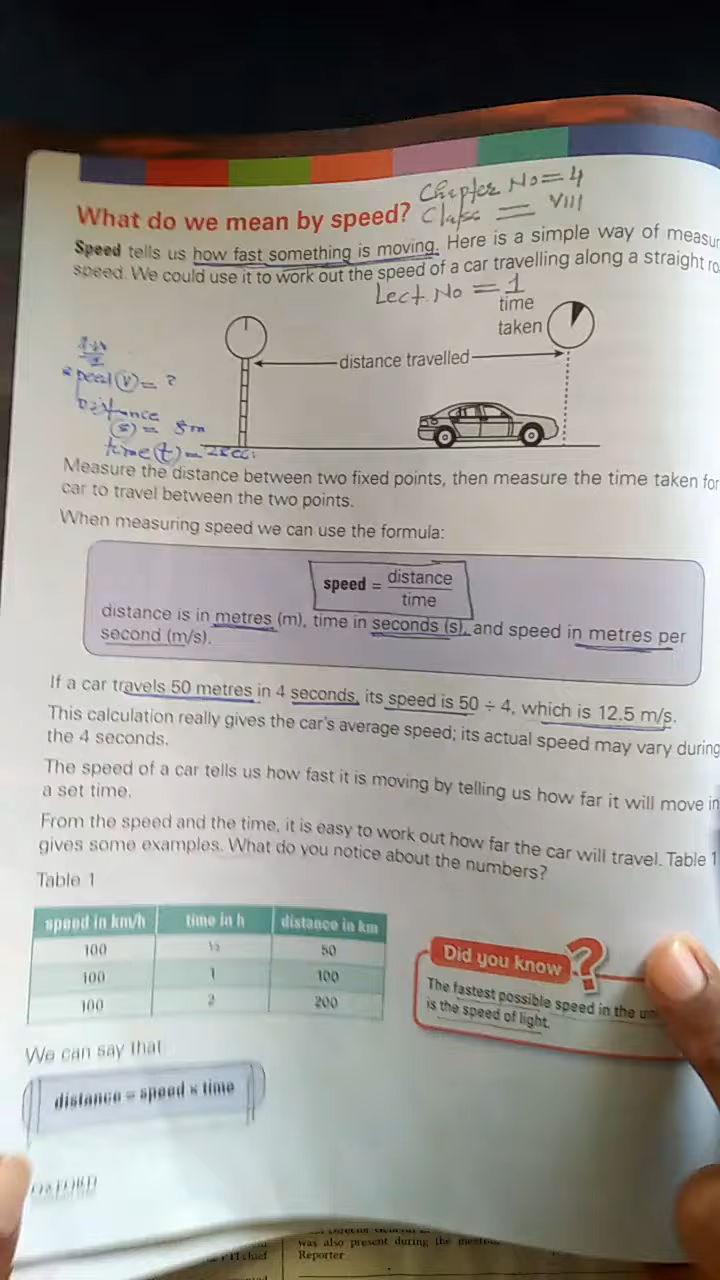 Chapter No = 4
What do we mean by speed? Class = VIII
Speed tells us how fast something is moving. Here is a simple way of measur
speed. We could use it to work out the speed of a car travelling along a straight ro
Lect. No = 1
time
taken
distance travelled
speed (v) = ?
Distance
(s) = 5m
time (t) = 2sec.
Measure the distance between two fixed points, then measure the time taken for
car to travel between the two points.
When measuring speed we can use the formula:
speed = distance
time
distance is in metres (m), time in seconds (s), and speed in metres per
second (m/s).
If a car travels 50 metres in 4 seconds, its speed is 50 ÷ 4, which is 12.5 m/s.
This calculation really gives the car's average speed; its actual speed may vary during
the 4 seconds.
The speed of a car tells us how fast it is moving by telling us how far it will move in
a set time.
From the speed and the time, it is easy to work out how far the car will travel. Table 1
gives some examples. What do you notice about the numbers?
Table 1
speed in km/h time in h distance in km
100 ½ 50
100 1 100
100 2 200
Did you know ?
The fastest possible speed in the un
is the speed of light.
We can say that
distance = speed × time
OXFORD
was also present during the
Reporter
chief